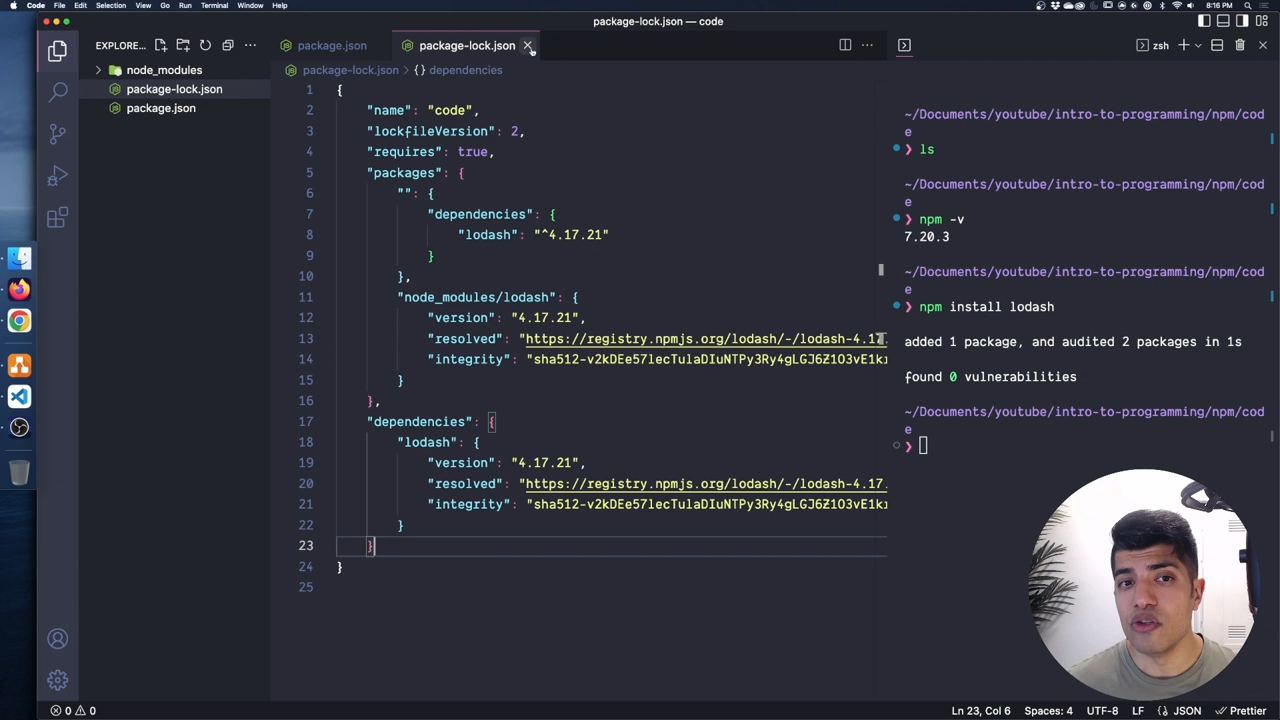 Code File Edit Selection View Go Run Terminal Window Help
8:16 PM
package-lock.json — code
EXPLORE...
package.json
package-lock.json
zsh
node_modules
package-lock.json
package.json
package-lock.json
{} dependencies
1 {
2 "name": "code",
3 "lockfileVersion": 2,
4 "requires": true,
5 "packages": {
6 "": {
7 "dependencies": {
8 "lodash": "^4.17.21"
9 }
10 },
11 "node_modules/lodash": {
12 "version": "4.17.21",
13 "resolved": "https://registry.npmjs.org/lodash/-/lodash-4.17
14 "integrity": "sha512-v2kDEe57lecTulaDIuNTPy3Ry4gLGJ6Z1O3vE1k
15 }
16 },
17 "dependencies": {
18 "lodash": {
19 "version": "4.17.21",
20 "resolved": "https://registry.npmjs.org/lodash/-/lodash-4.17.
21 "integrity": "sha512-v2kDEe57lecTulaDIuNTPy3Ry4gLGJ6Z1O3vE1k
22 }
23 }
24 }
25
~/Documents/youtube/intro-to-programming/npm/cod
e
❯ ls
~/Documents/youtube/intro-to-programming/npm/cod
e
❯ npm -v
7.20.3
~/Documents/youtube/intro-to-programming/npm/cod
e
❯ npm install lodash
added 1 package, and audited 2 packages in 1s
found 0 vulnerabilities
~/Documents/youtube/intro-to-programming/npm/cod
e
❯
0 0
Ln 23, Col 6 Spaces: 4 UTF-8 LF {} JSON Prettier